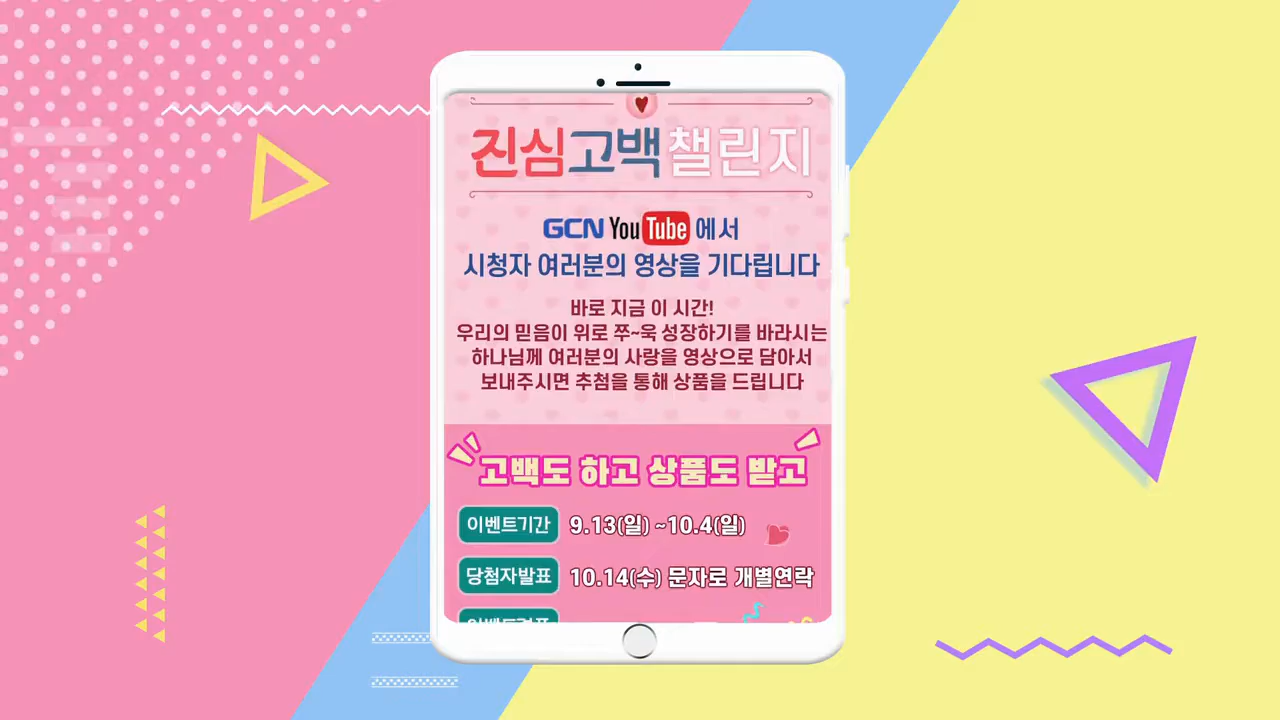 진심고백 챌린지
GCN YouTube 에서
시청자 여러분의 영상을 기다립니다
바로 지금 이 시간!
우리의 믿음이 위로 쭈~욱 성장하기를 바라시는
하나님께 여러분의 사랑을 영상으로 담아서
보내주시면 추첨을 통해 상품을 드립니다
고백도 하고 상품도 받고
이벤트기간 9.13(일) ~10.4(일)
당첨자발표 10.14(수) 문자로 개별연락